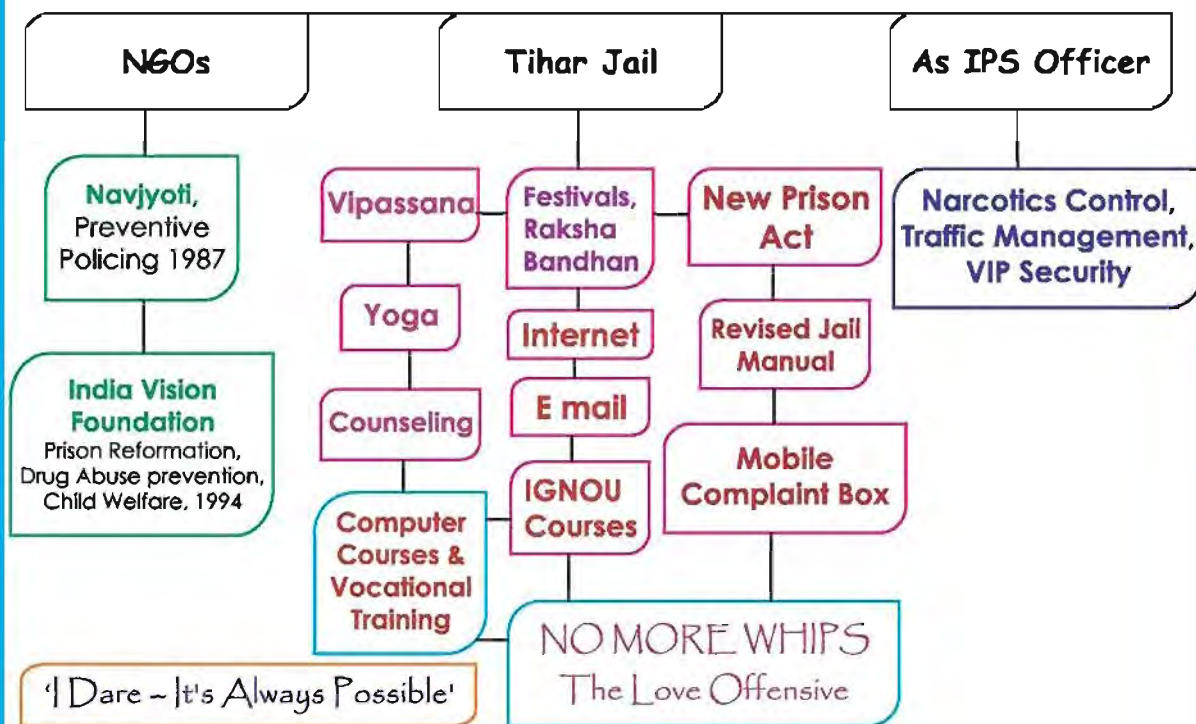 NGOs
Tihar Jail
As IPS Officer
Navjyoti,
Preventive
Policing 1987
India Vision
Foundation
Prison Reformation,
Drug Abuse prevention,
Child Welfare, 1994
Vipassana
Yoga
Counseling
Computer
Courses &
Vocational
Training
Festivals,
Raksha
Bandhan
Internet
E mail
IGNOU
Courses
New Prison
Act
Revised Jail
Manual
Mobile
Complaint Box
NO MORE WHIPS
The Love Offensive
Narcotics Control,
Traffic Management,
VIP Security
'I Dare – It's Always Possible'